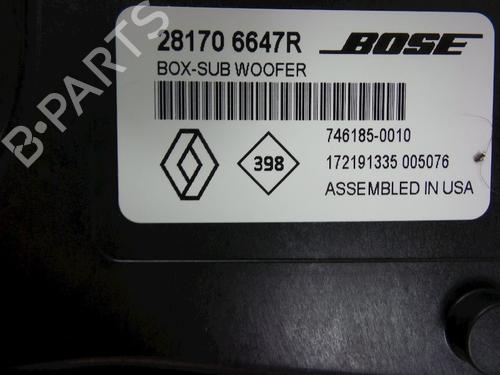 28170 6647R BOSE
BOX-SUB WOOFER
746185-0010
398
172191335 005076
ASSEMBLED IN USA
B-PARTS